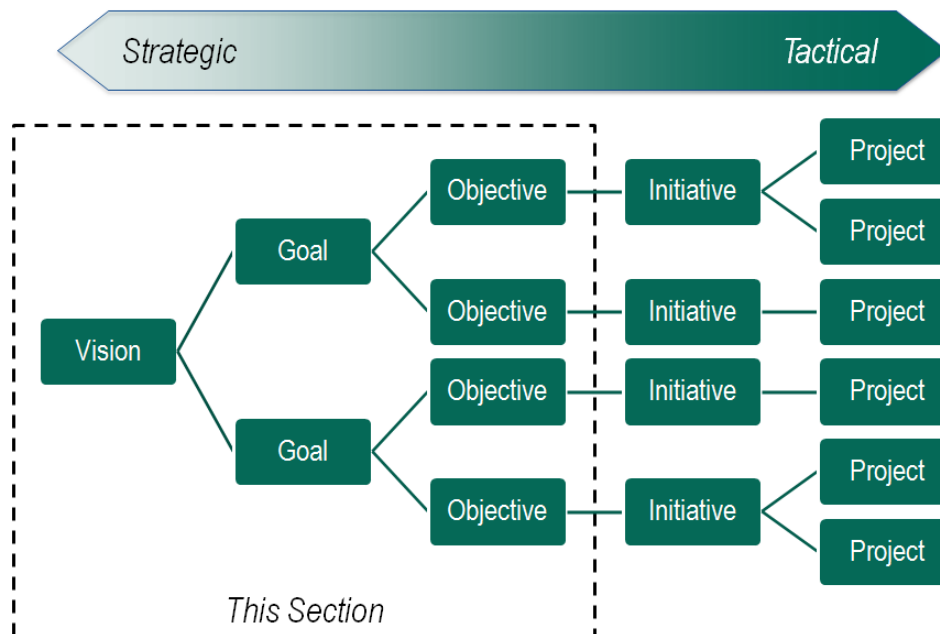 Strategic
Tactical
Project
Objective
Initiative
Project
Goal
Objective
Initiative
Project
Vision
Objective
Initiative
Project
Goal
Project
Objective
Initiative
Project
This Section